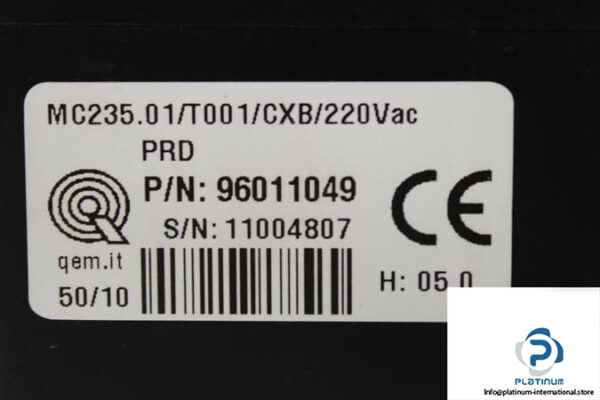 MC235.01/T001/CXB/220Vac
PRD
P/N: 96011049
S/N: 11004807
CE
qem.it
50/10
H: 05.0
PLATINUM
Info@platinum-international.store